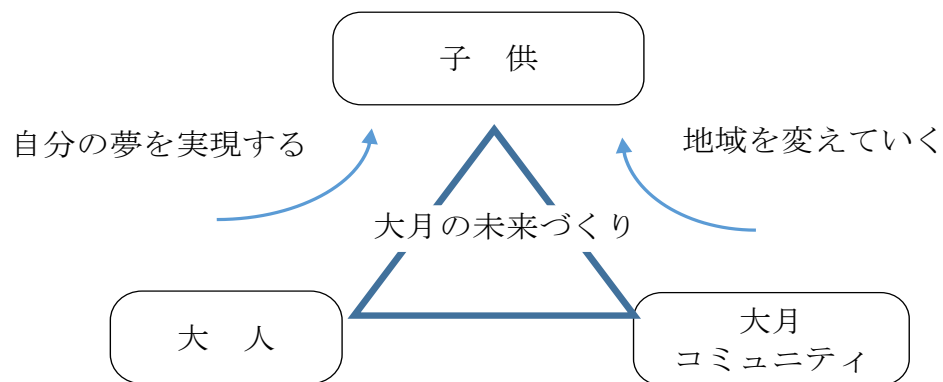 子　供
自分の夢を実現する
地域を変えていく
大月の未来づくり
大　人
大月
コミュニティ